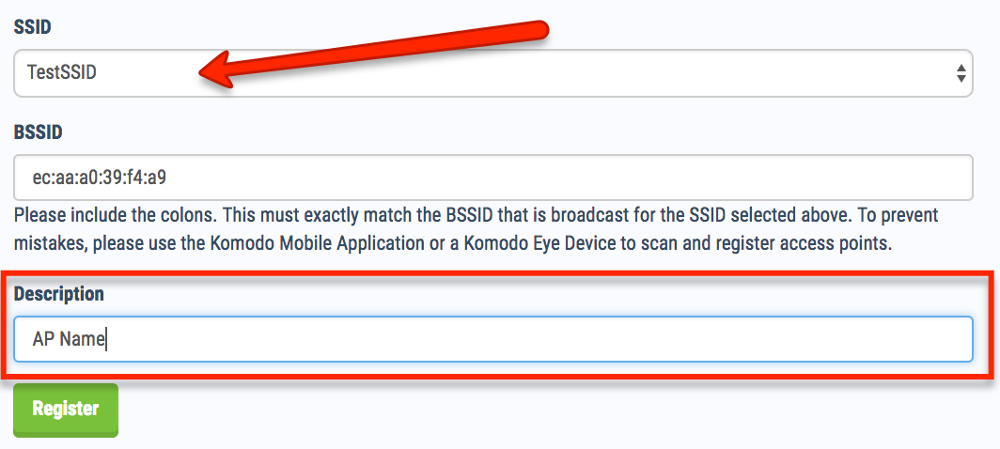 SSID
TestSSID
BSSID
ec:aa:a0:39:f4:a9
Please include the colons. This must exactly match the BSSID that is broadcast for the SSID selected above. To prevent
mistakes, please use the Komodo Mobile Application or a Komodo Eye Device to scan and register access points.
Description
AP Name
Register